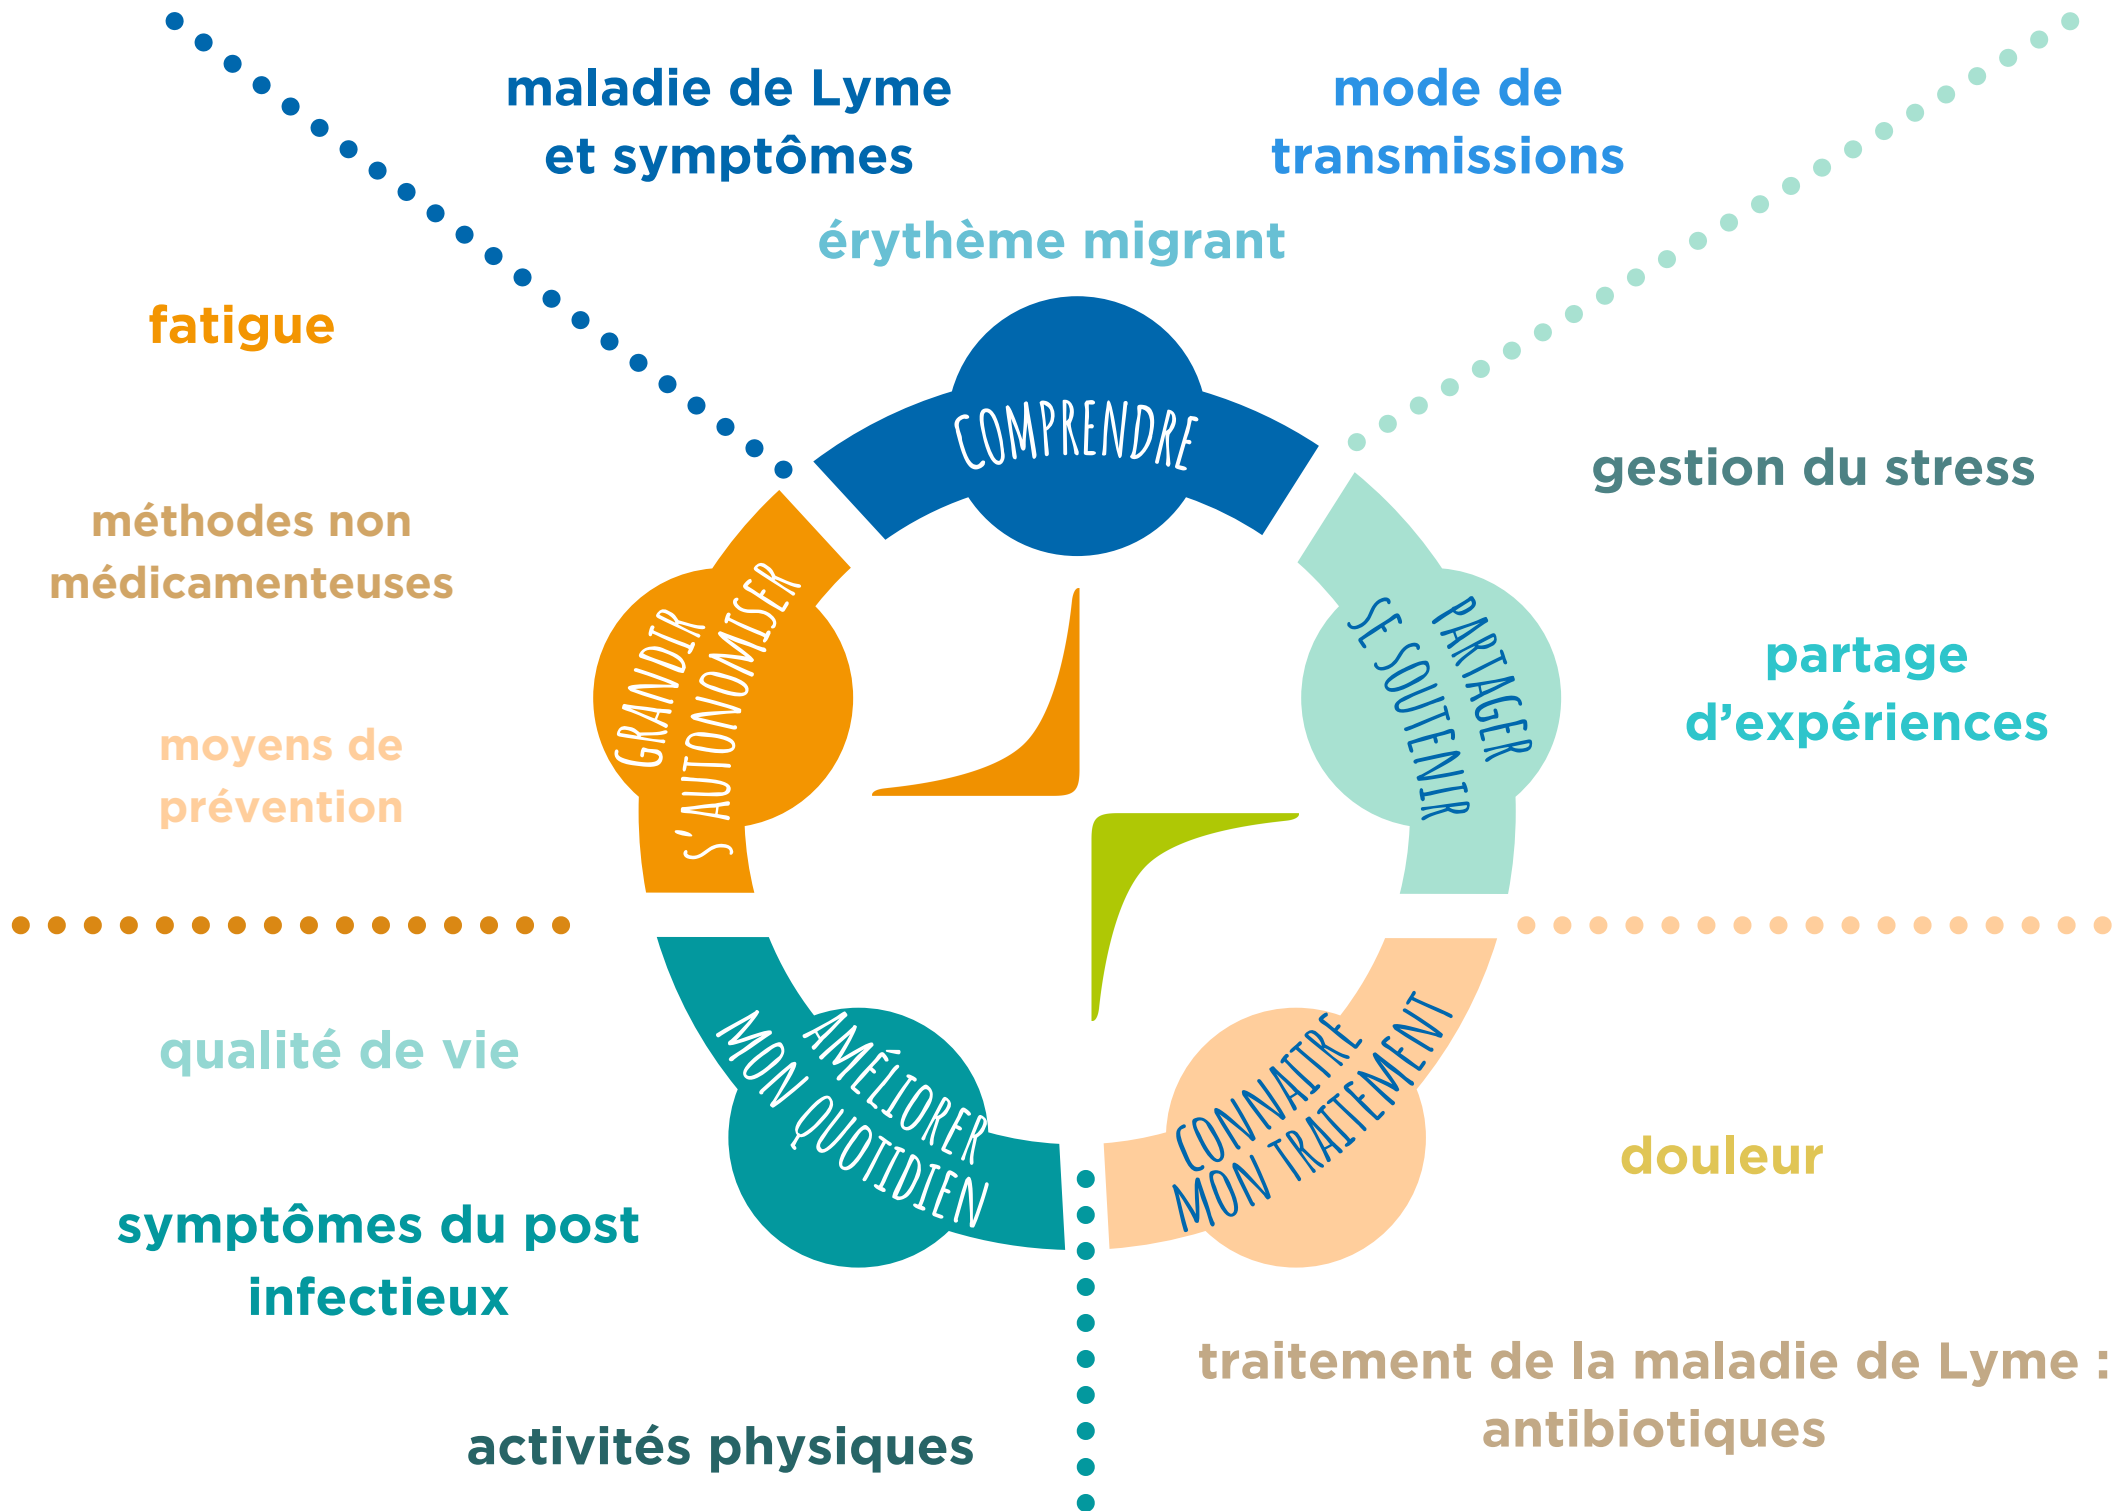 maladie de Lyme
et symptômes
mode de
transmissions
érythème migrant
COMPRENDRE
gestion du stress
partage
d’expériences
PARTAGER
SE SOUTENIR
douleur
traitement de la maladie de Lyme :
antibiotiques
CONNAITRE
MON TRAITEMENT
qualité de vie
symptômes du post
infectieux
activités physiques
AMÉLIORER
MON QUOTIDIEN
fatigue
méthodes non
médicamenteuses
moyens de
prévention
GRANDIR
S'AUTONOMISER